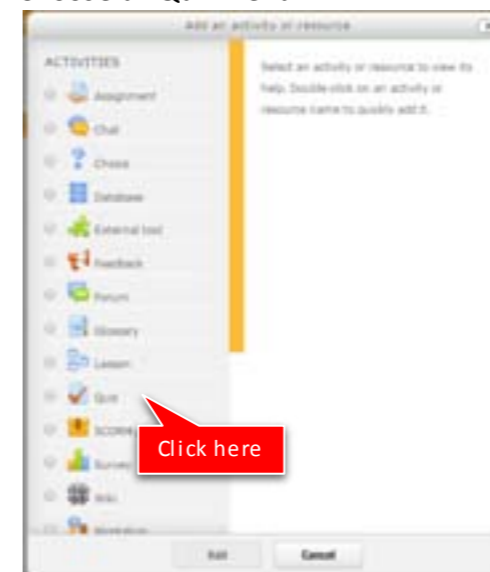 Add an activity or resource
ACTIVITIES
Select an activity or resource to view its
help. Double-click on an activity or
resource name to quickly add it.
Assignment
Chat
Choice
Database
External tool
Feedback
Forum
Glossary
Lesson
Quiz
SCORM
Click here
Survey
Wiki
Workshop
Add
Cancel